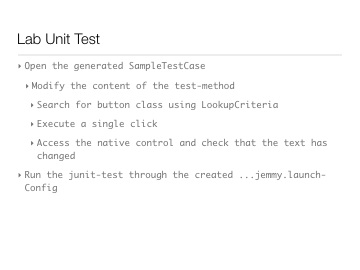 Lab Unit Test
‣ Open the generated SampleTestCase
‣ Modify the content of the test-method
‣ Search for button class using LookupCriteria
‣ Execute a single click
‣ Access the native control and check that the text has
changed
‣ Run the junit-test through the created ...jemmy.launch-
Config